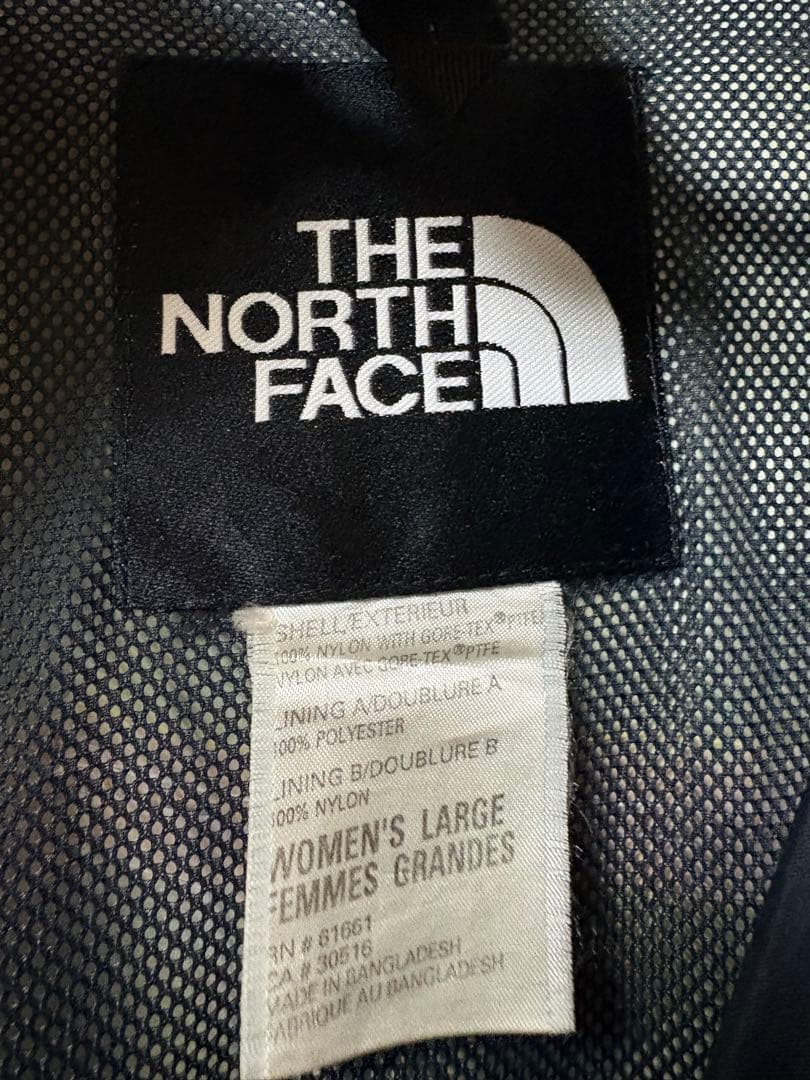 THE
NORTH
FACE
SHELL/EXTERIEUR
100% NYLON WITH GORE-TEX®PTFE
NYLON AVEC GORE-TEX®PTFE
LINING A/DOUBLURE A
100% POLYESTER
LINING B/DOUBLURE B
100% NYLON
WOMEN'S LARGE
FEMMES GRANDES
RN # 61661
CA # 30516
MADE IN BANGLADESH
FABRIQUE AU BANGLADESH